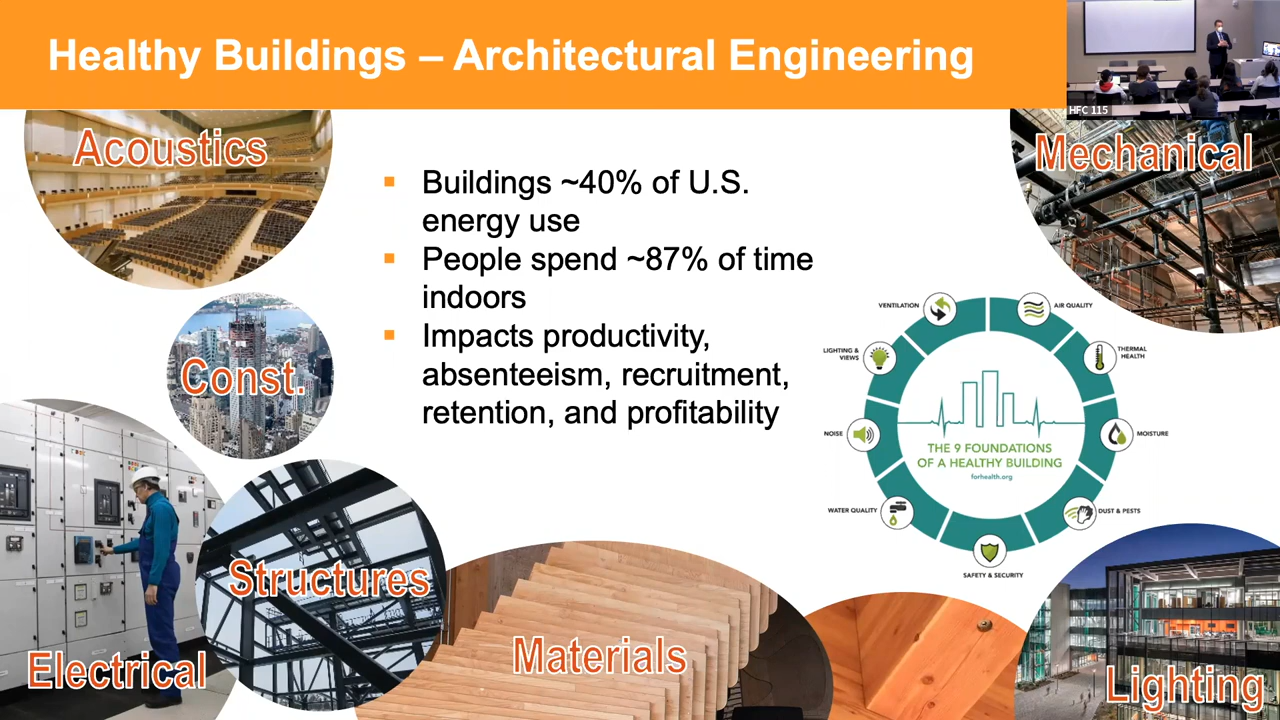 Healthy Buildings – Architectural Engineering
HFC 115
Acoustics
Mechanical
▪ Buildings ~40% of U.S.
energy use
▪ People spend ~87% of time
indoors
▪ Impacts productivity,
absenteeism, recruitment,
retention, and profitability
Const.
VENTILATION
AIR QUALITY
LIGHTING &
VIEWS
THERMAL
HEALTH
NOISE
MOISTURE
THE 9 FOUNDATIONS
OF A HEALTHY BUILDING
forhealth.org
WATER QUALITY
DUST & PESTS
SAFETY & SECURITY
Structures
Electrical
Materials
Lighting